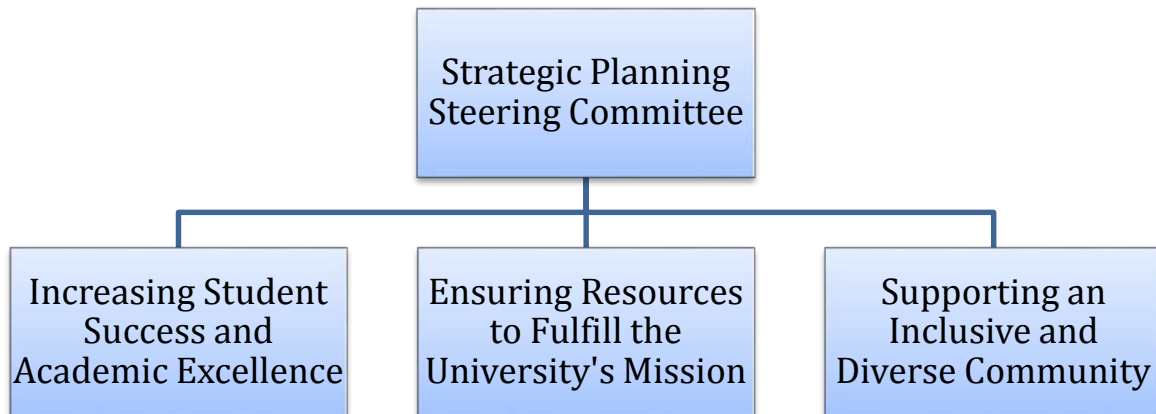 Strategic Planning
Steering Committee
Increasing Student
Success and
Academic Excellence
Ensuring Resources
to Fulfill the
University's Mission
Supporting an
Inclusive and
Diverse Community